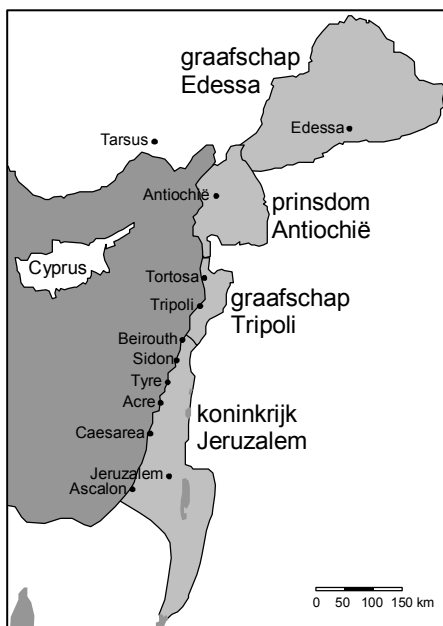 graafschap
Edessa
Edessa
Tarsus
Antiochië
prinsdom
Antiochië
Cyprus
Tortosa
graafschap
Tripoli
Tripoli
Beirouth
Sidon
Tyre
Acre
koninkrijk
Jeruzalem
Caesarea
Jeruzalem
Ascalon
0 50 100 150 km